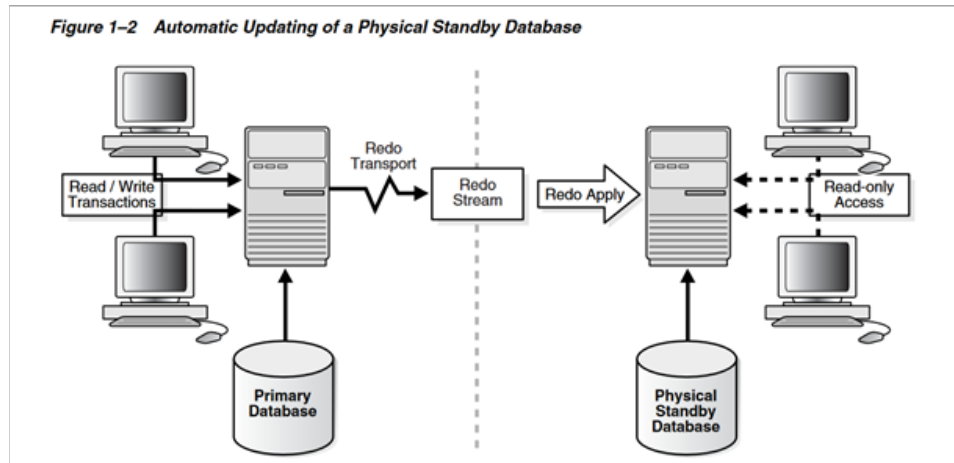 Figure 1–2 Automatic Updating of a Physical Standby Database
Redo
Transport
Read / Write
Transactions
Redo
Stream
Redo Apply
Read-only
Access
Primary
Database
Physical
Standby
Database